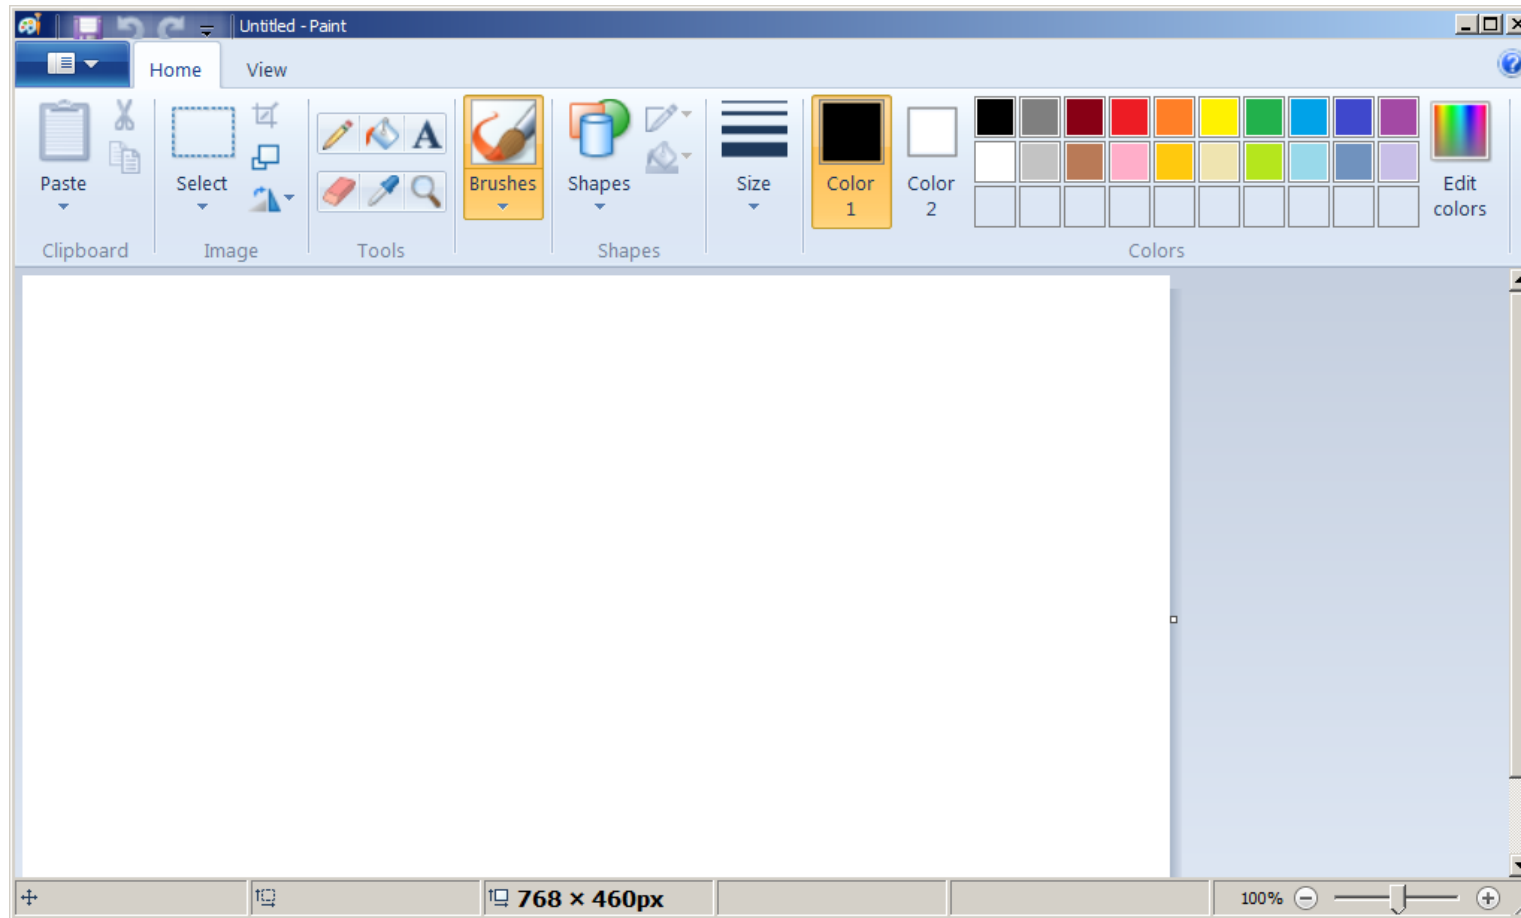 Untitled - Paint
Home View
Paste
Select
A
Brushes
Shapes
Size
Color 1
Color 2
Edit colors
Clipboard
Image
Tools
Shapes
Colors
768 × 460px
100%